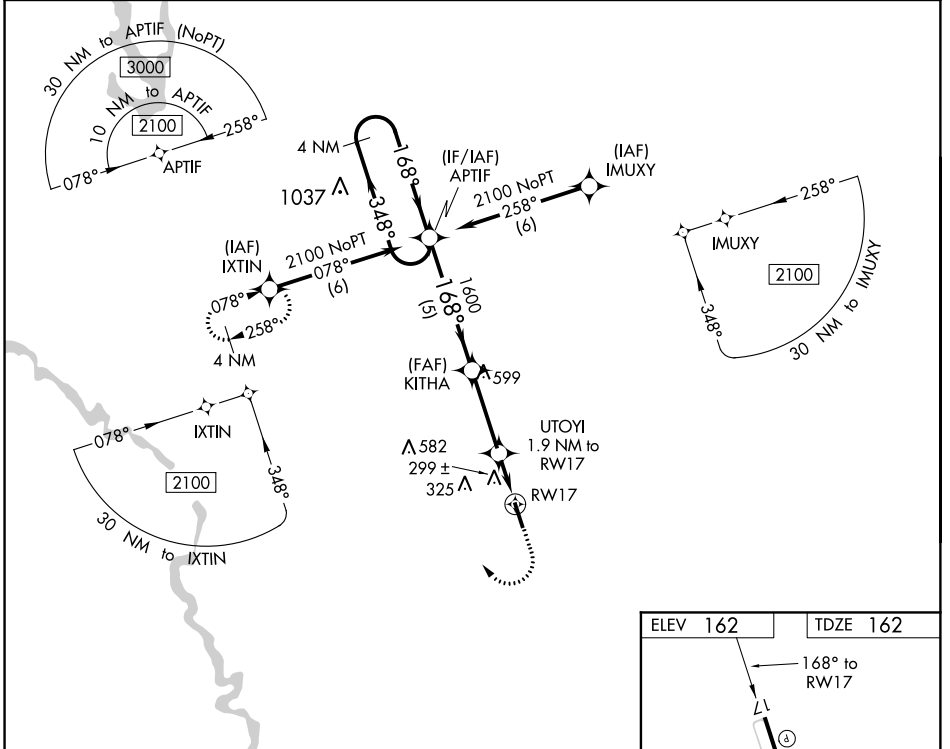 30 NM to APTIF (NoPT)
3000
10 NM to APTIF
2100
258°
078°
APTIF
4 NM
168°
348°
1037
(IF/IAF)
APTIF
(IAF)
IMUXY
2100 NoPT
258°
(6)
(IAF)
IXTIN
2100 NoPT
078°
(6)
078°
258°
4 NM
1600
168°
(5)
258°
IMUXY
2100
348°
30 NM to IMUXY
(FAF)
KITHA
599
078°
IXTIN
2100
348°
30 NM to IXTIN
UTOYI
1.9 NM to
RW17
582
299 ±
325
RW17
ELEV 162
TDZE 162
168° to
RW17
17
P